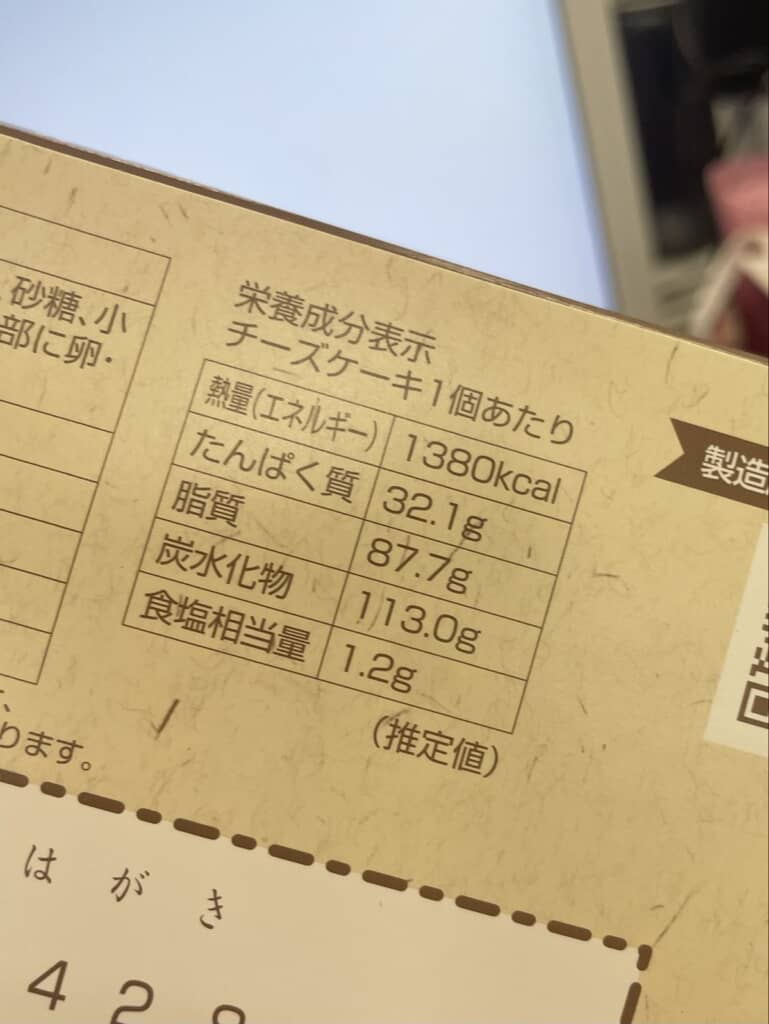 砂糖、小
部に卵・
栄養成分表示
チーズケーキ1個あたり
熱量(エネルギー) 1380kcal
たんぱく質 32.1g
脂質 87.7g
炭水化物 113.0g
食塩相当量 1.2g
(推定値)
ります。
製造
はがき
4 2